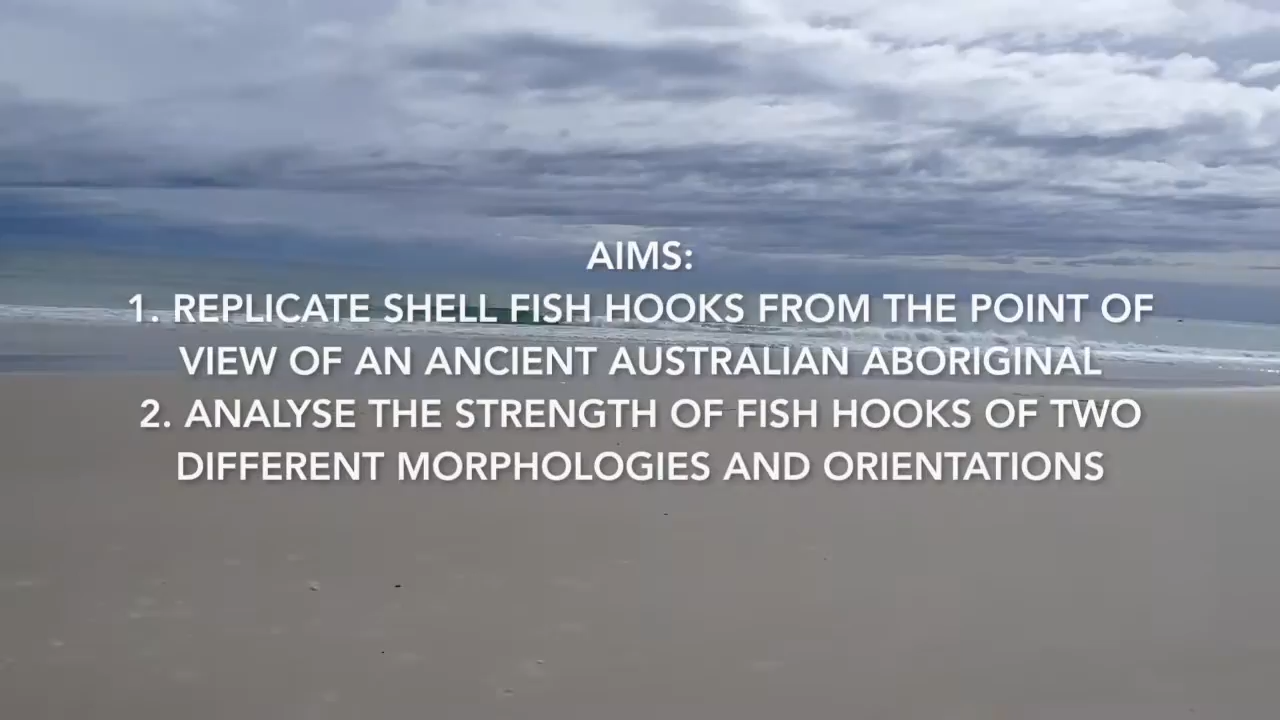 AIMS:
1. REPLICATE SHELL FISH HOOKS FROM THE POINT OF
VIEW OF AN ANCIENT AUSTRALIAN ABORIGINAL
2. ANALYSE THE STRENGTH OF FISH HOOKS OF TWO
DIFFERENT MORPHOLOGIES AND ORIENTATIONS